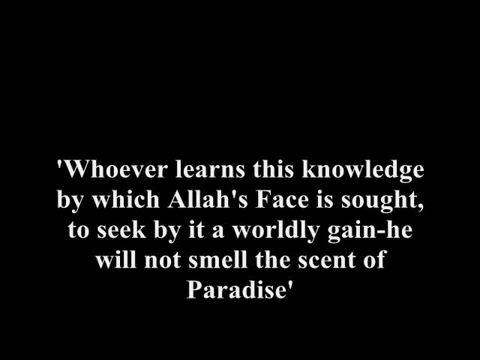 'Whoever learns this knowledge
by which Allah's Face is sought,
to seek by it a worldly gain-he
will not smell the scent of
Paradise'